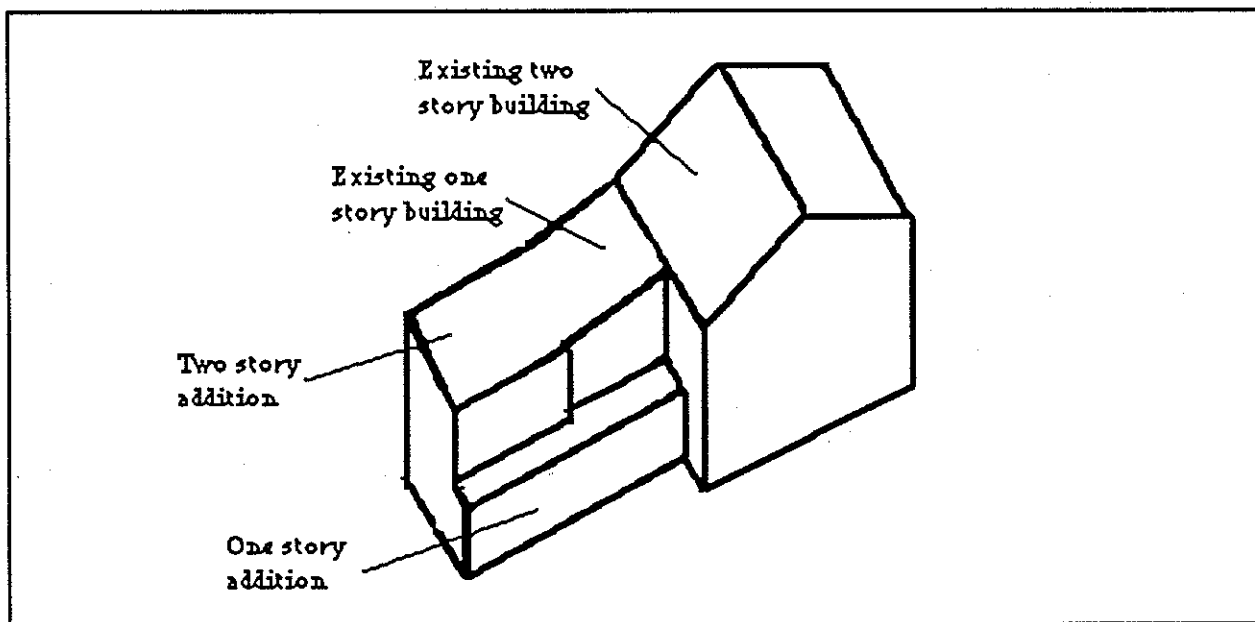 Existing two
story building
Existing one
story building
Two story
addition
One story
addition